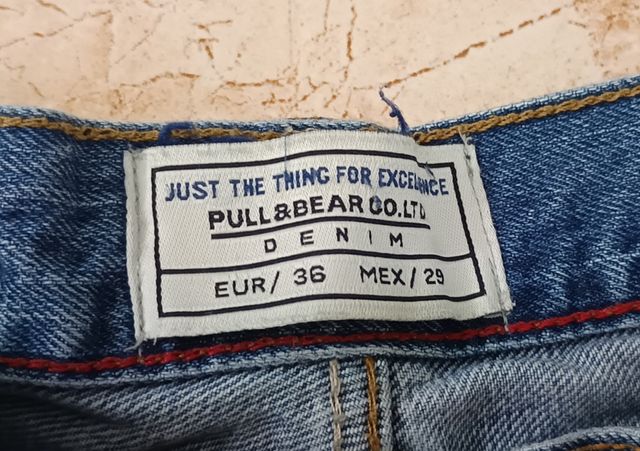 JUST THE THING FOR EXCELLENCE
PULL&BEAR CO.LTD
DENIM
EUR/ 36 MEX/ 29